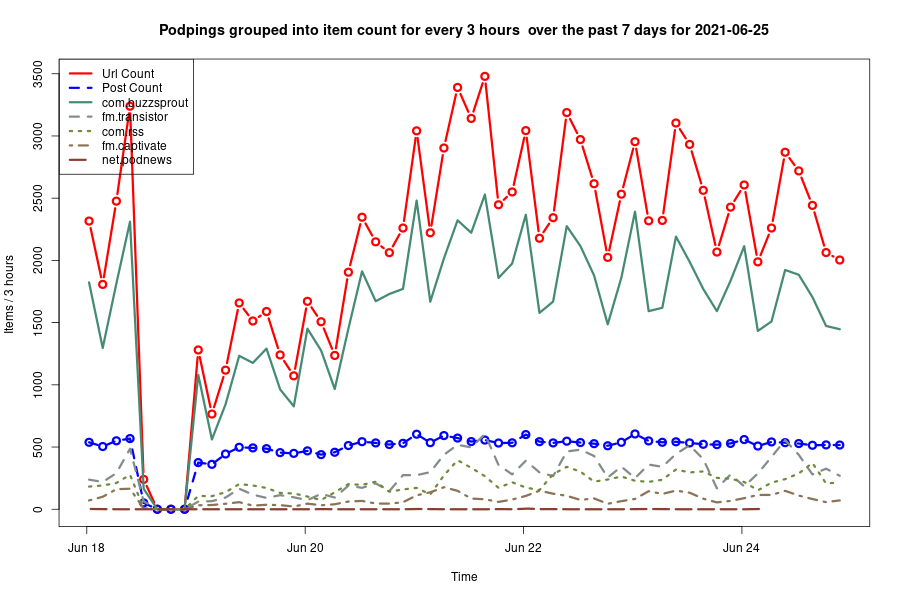 Podpings grouped into item count for every 3 hours  over the past 7 days for 2021-06-25
Url Count
Post Count
com.buzzsprout
fm.transistor
com.rss
fm.captivate
net.podnews
3500
3000
2500
2000
1500
1000
500
0
Items / 3 hours
Jun 18
Jun 20
Jun 22
Jun 24
Time